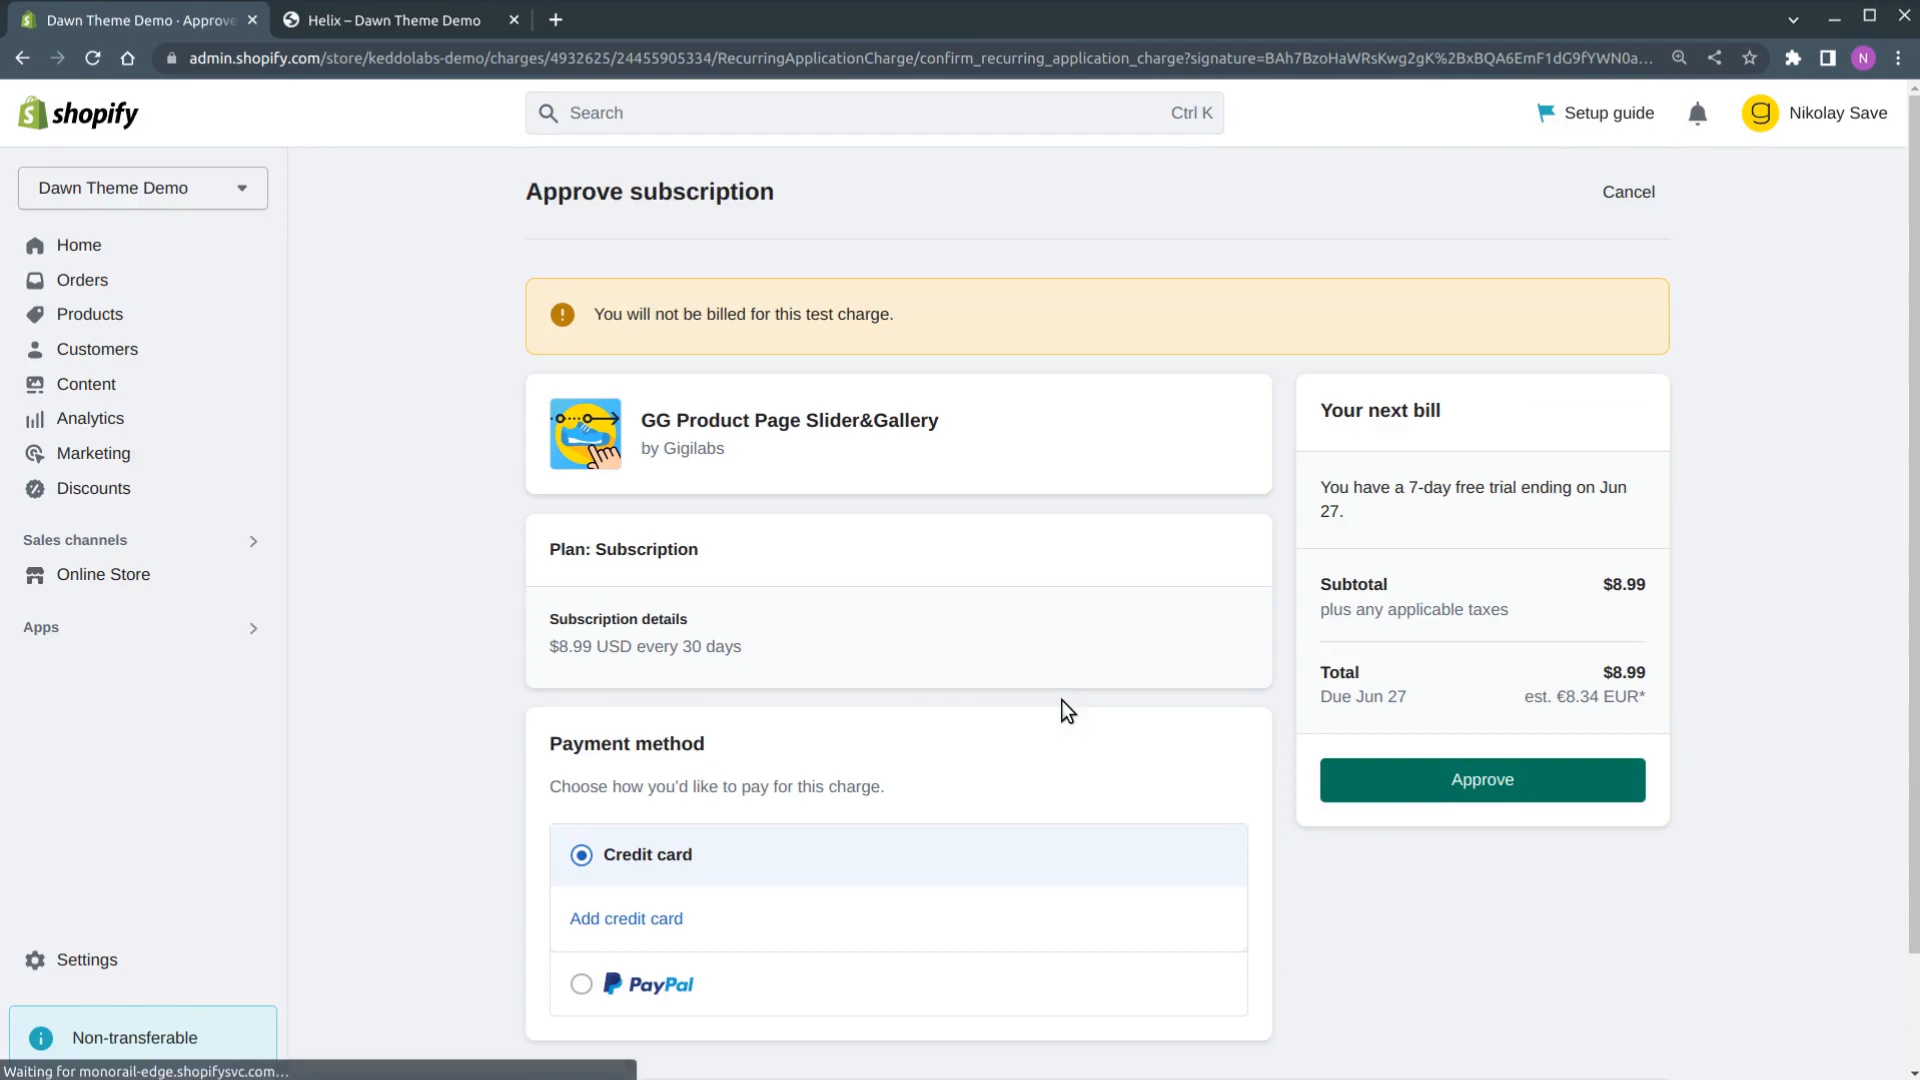 Dawn Theme Demo · Approve
Helix – Dawn Theme Demo
admin.shopify.com/store/keddolabs-demo/charges/4932625/24455905334/RecurringApplicationCharge/confirm_recurring_application_charge?signature=BAh7BzoHaWRsKwg2gK%2BxBQA6EmF1dG9fYWN0a...
N
shopify
Search
Ctrl K
Setup guide
g
Nikolay Save
Dawn Theme Demo
Home
Orders
Products
Customers
Content
Analytics
Marketing
Discounts
Sales channels
Online Store
Apps
Settings
Non-transferable
Waiting for monorail-edge.shopifysvc.com...
Approve subscription
Cancel
You will not be billed for this test charge.
GG Product Page Slider&Gallery
by Gigilabs
Plan: Subscription
Subscription details
$8.99 USD every 30 days
Payment method
Choose how you'd like to pay for this charge.
Credit card
Add credit card
PayPal
Your next bill
You have a 7-day free trial ending on Jun
27.
Subtotal $8.99
plus any applicable taxes
Total $8.99
Due Jun 27 est. €8.34 EUR*
Approve